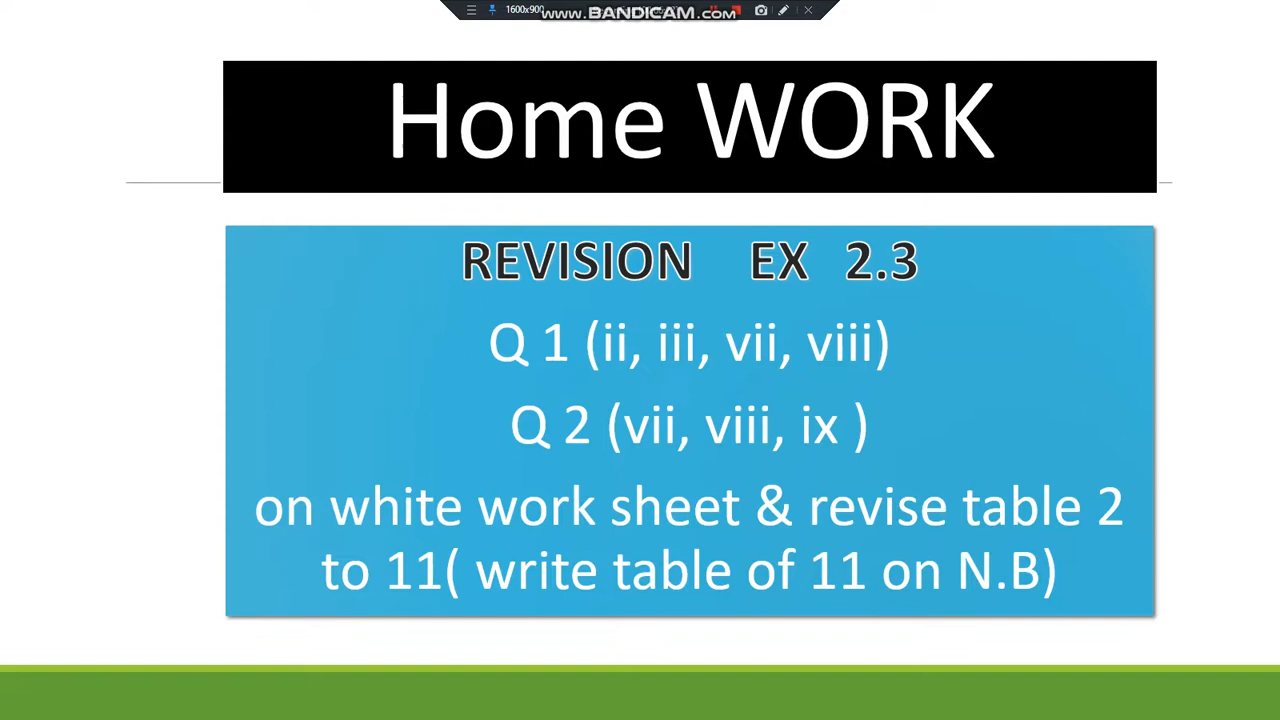 1600x900
www.BANDICAM.com
Home WORK
REVISION EX 2.3
Q 1 (ii, iii, vii, viii)
Q 2 (vii, viii, ix )
on white work sheet & revise table 2
to 11( write table of 11 on N.B)